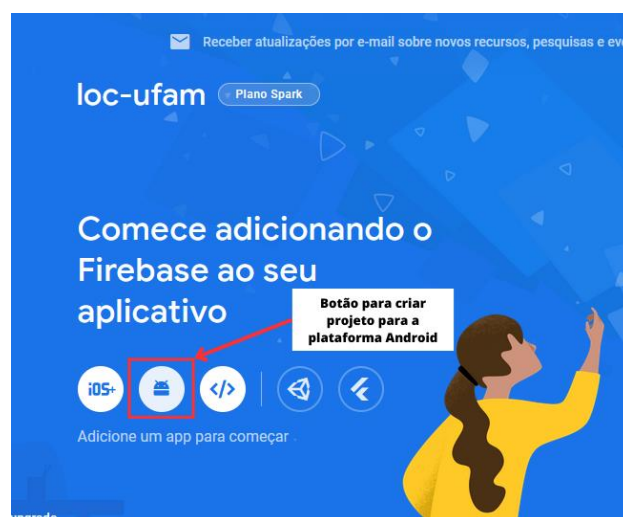 Receber atualizações por e-mail sobre novos recursos, pesquisas e eve
loc-ufam Plano Spark
Comece adicionando o
Firebase ao seu
aplicativo
Botão para criar
projeto para a
plataforma Android
iOS+ </>
Adicione um app para começar